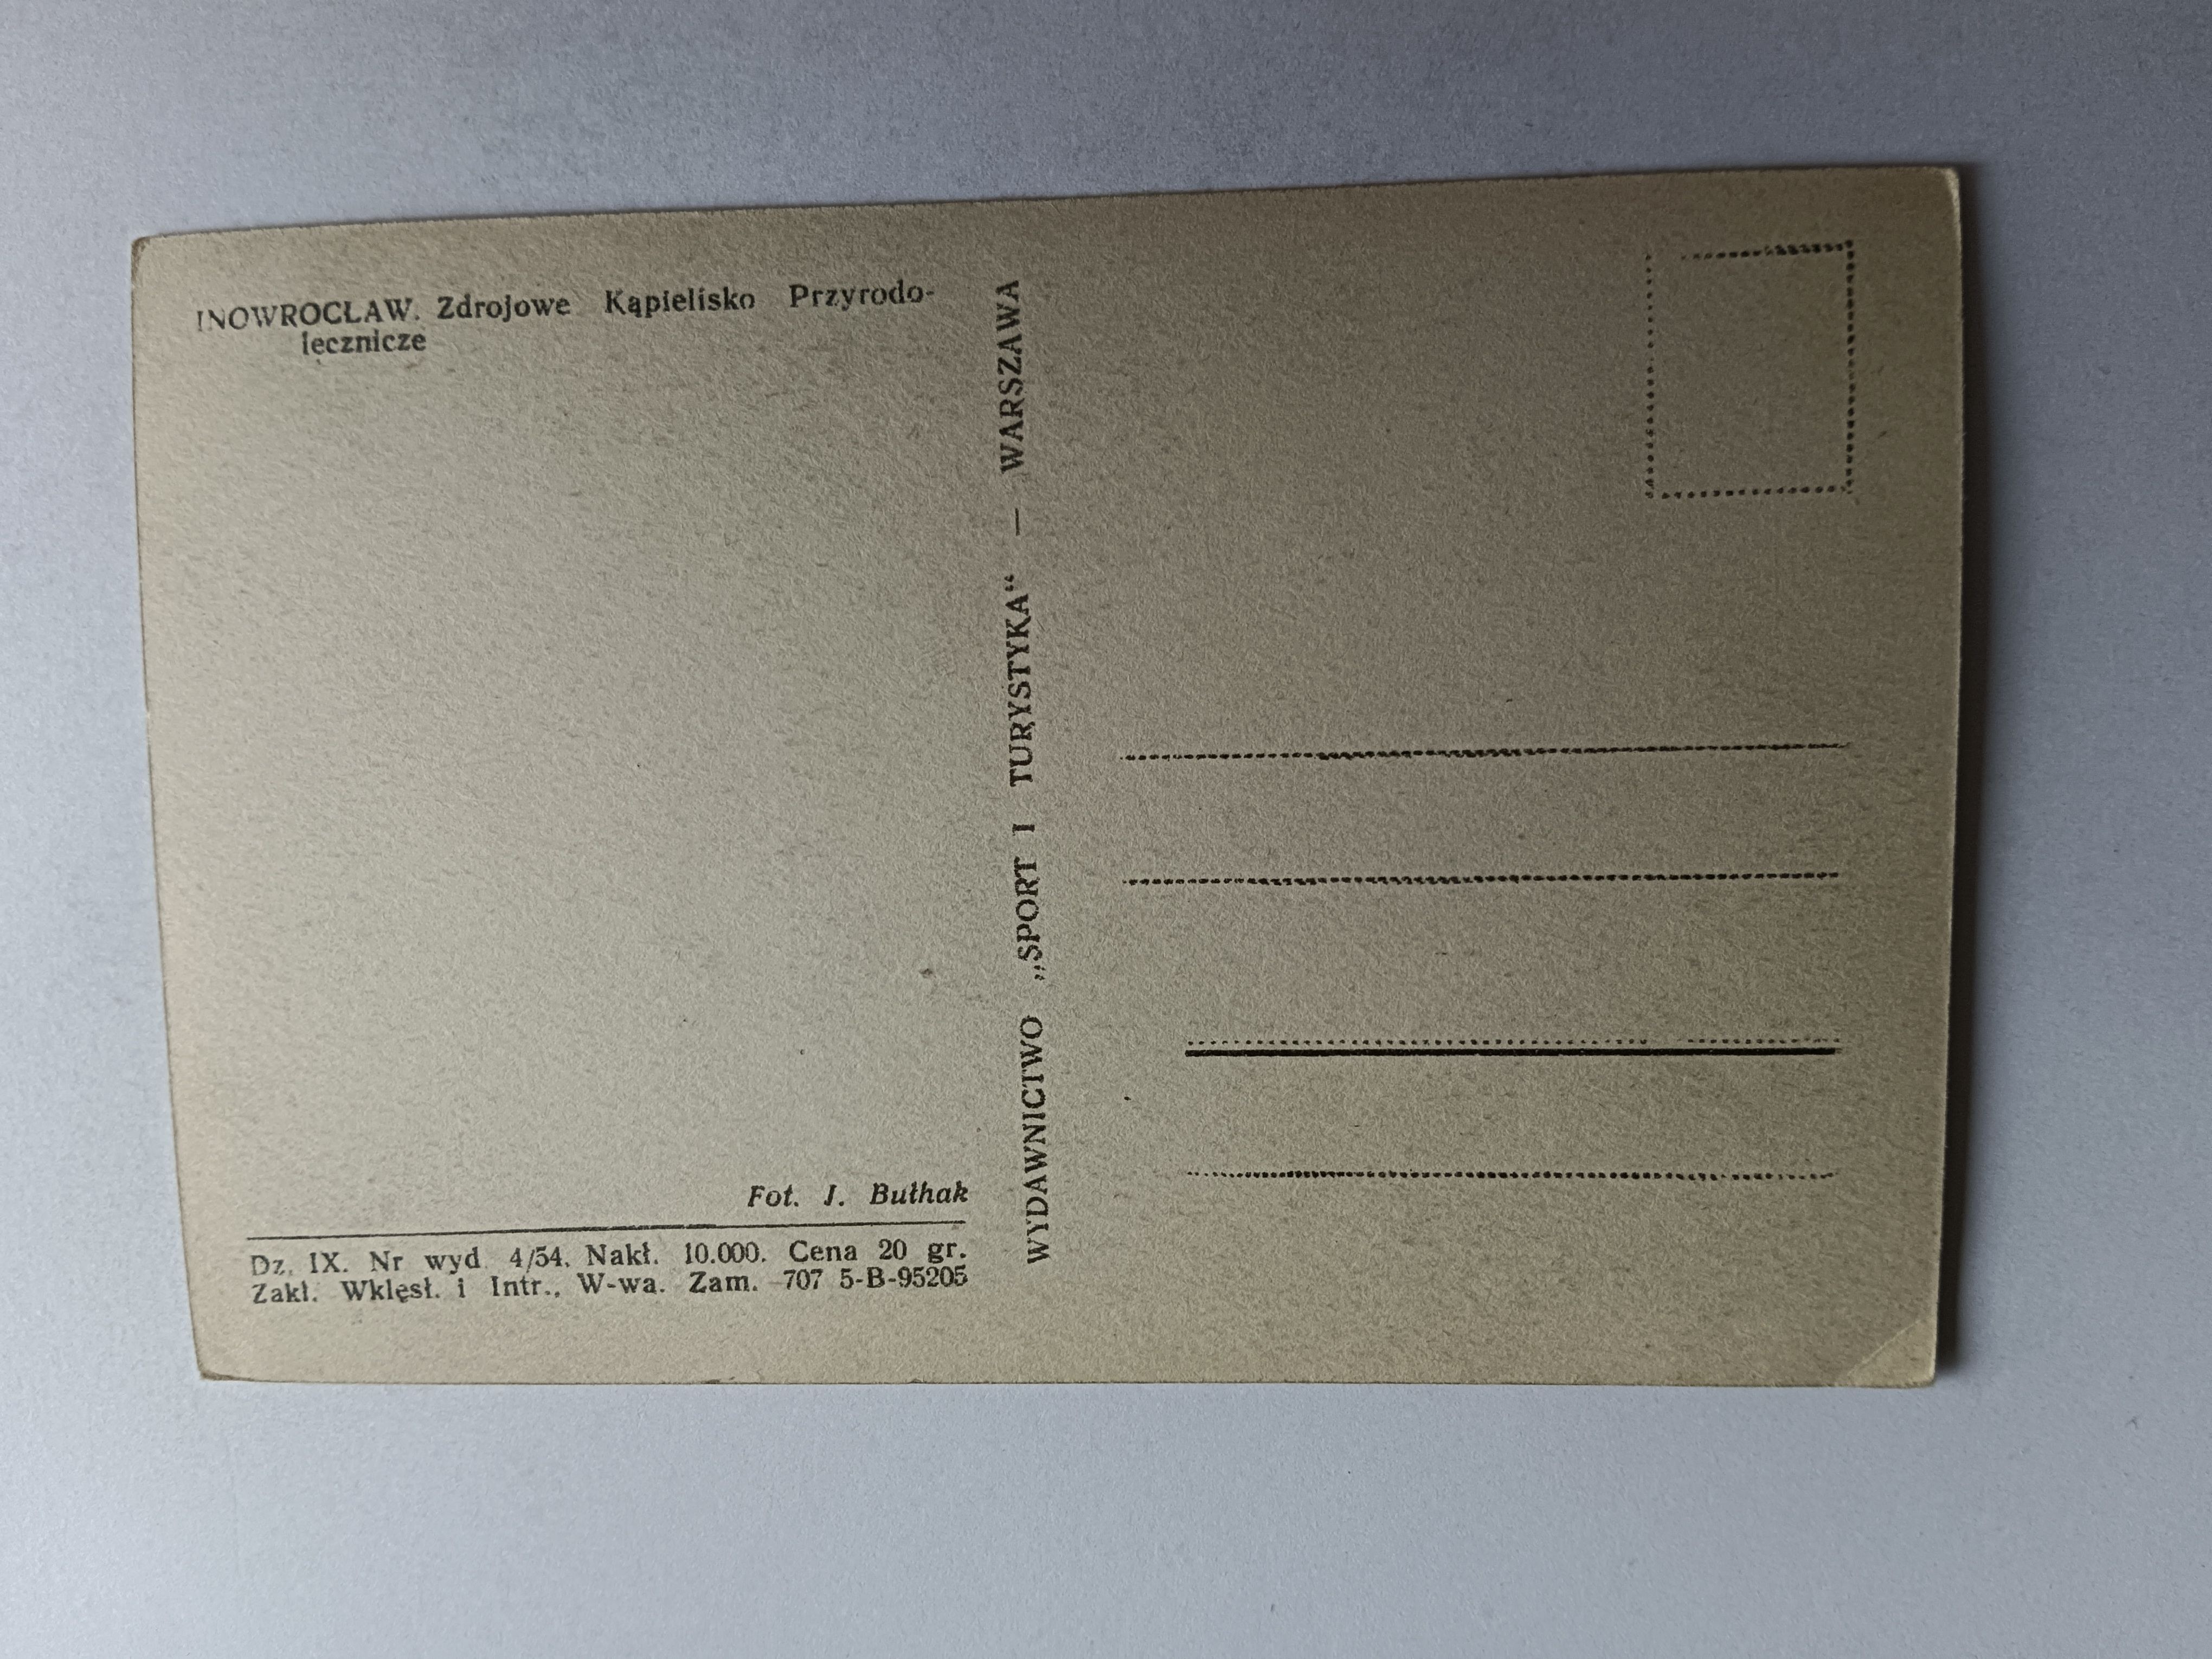 INOWROCŁAW. Zdrojowe Kąpielisko Przyrodo-
lecznicze
WYDAWNICTWO „SPORT I TURYSTYKA“ — WARSZAWA
Fot. J. Bułhak
Dz. IX. Nr wyd. 4/54. Nakł. 10.000. Cena 20 gr.
Zakł. Wklęsł. i Intr., W-wa. Zam. 707 5-B-95205